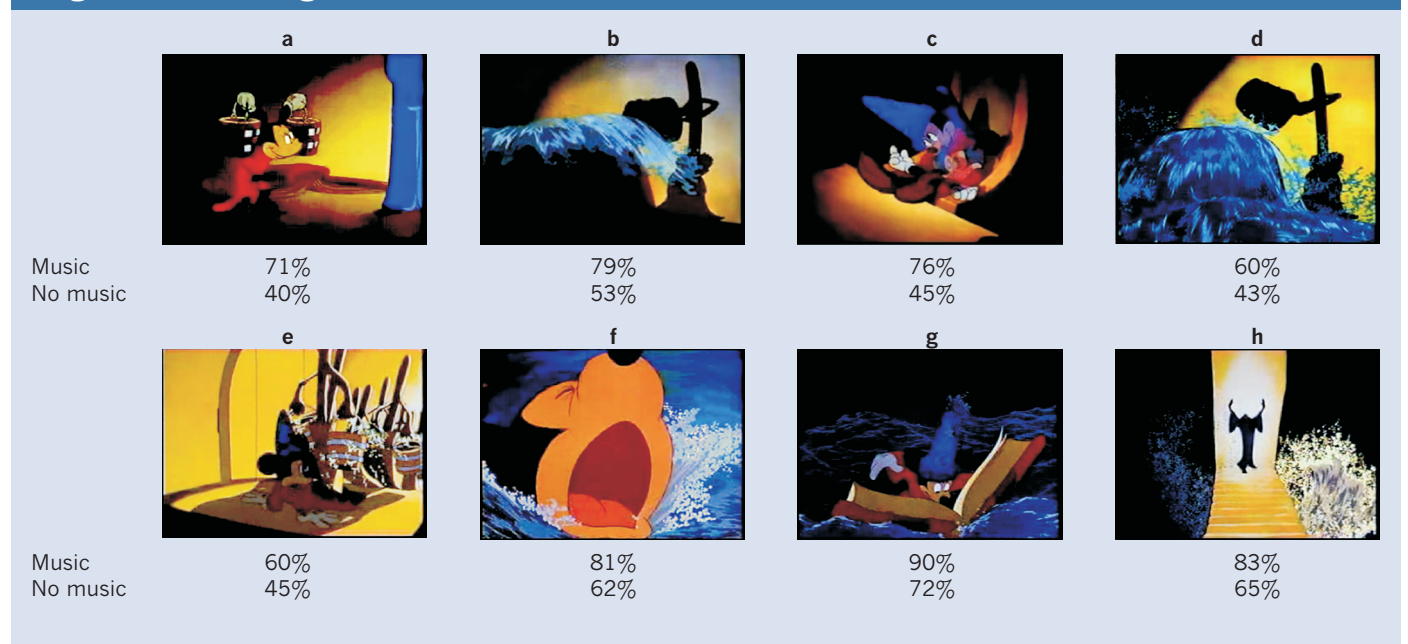 a b c d
Music 71% 79% 76% 60%
No music 40% 53% 45% 43%
e f g h
Music 60% 81% 90% 83%
No music 45% 62% 72% 65%